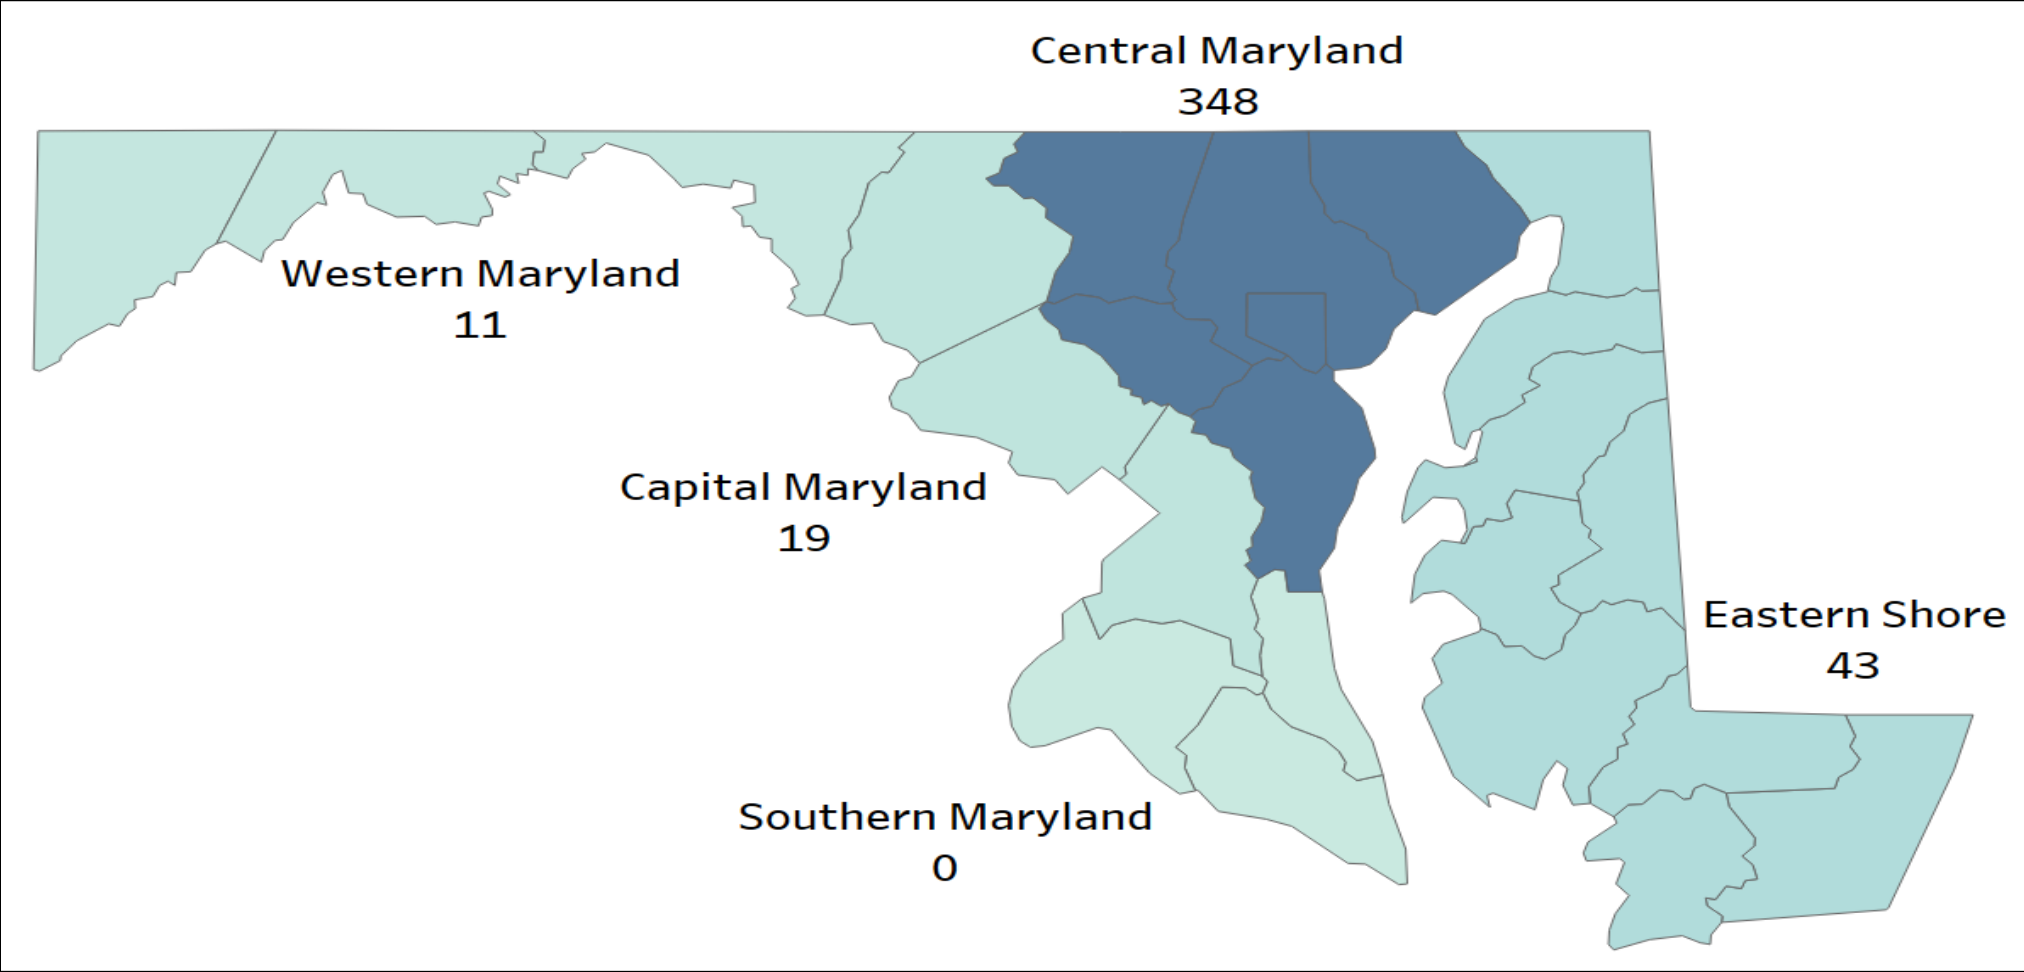 Central Maryland
348
Western Maryland
11
Capital Maryland
19
Eastern Shore
43
Southern Maryland
0